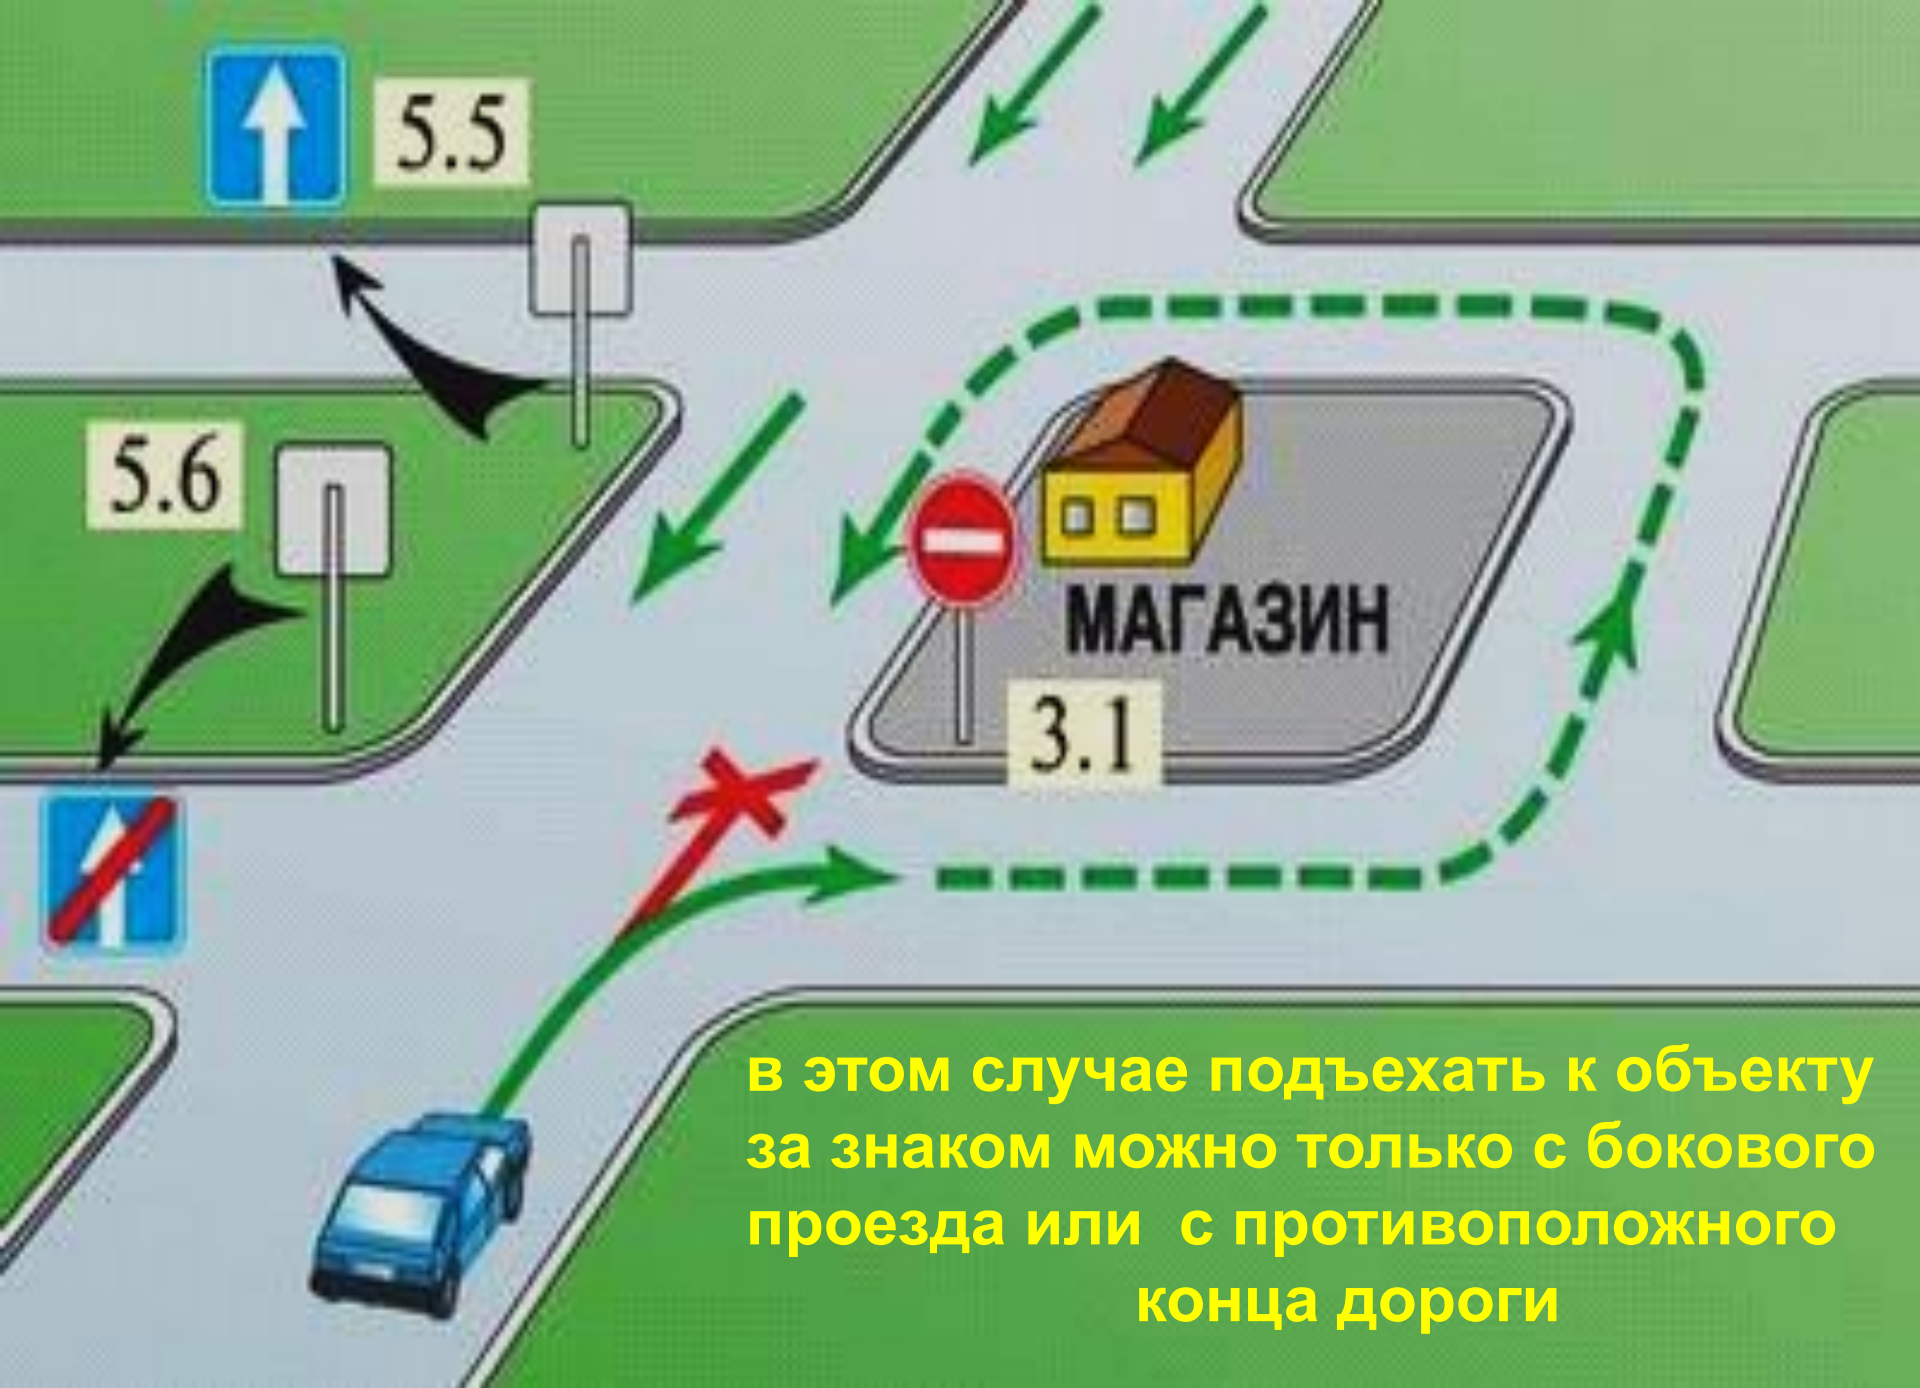 5.5
5.6
МАГАЗИН
3.1
в этом случае подъехать к объекту
за знаком можно только с бокового
проезда или с противоположного
конца дороги